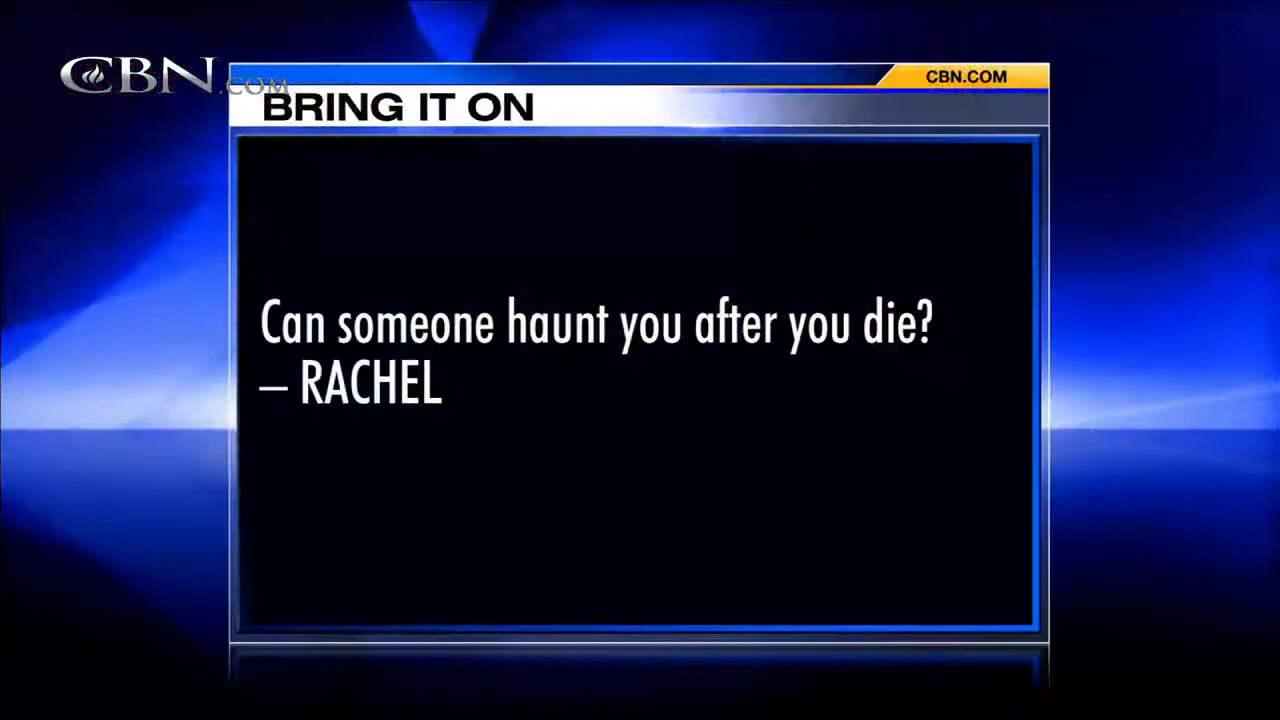 CBN.COM
CBN.COM
BRING IT ON
Can someone haunt you after you die?
– RACHEL